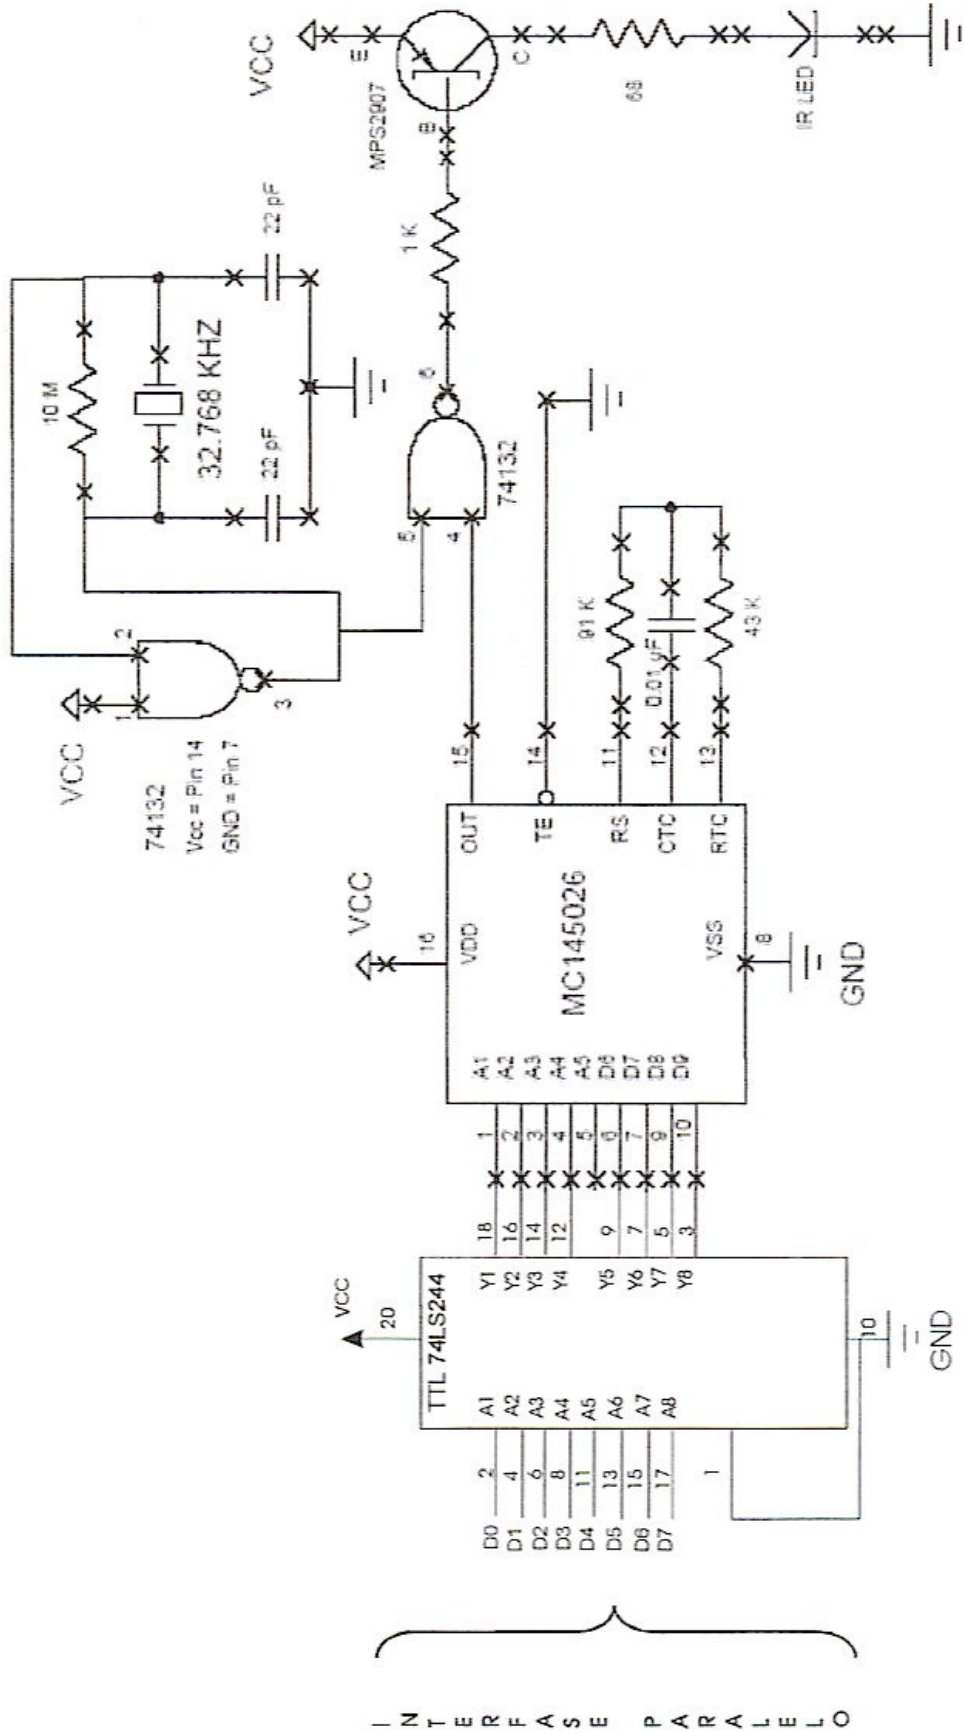 INTERFASE PARALELO
D0
D1
D2
D3
D4
D5
D6
D7
2
4
6
8
11
13
15
17
1
TTL 74LS244
A1
A2
A3
A4
A5
A6
A7
A8
Y1
Y2
Y3
Y4
Y5
Y6
Y7
Y8
VCC
20
10
GND
18
16
14
12
9
7
5
3
1
2
3
4
5
6
7
9
10
A1
A2
A3
A4
A5
D6
D7
D8
D9
MC145026
VDD
16
VCC
VSS
8
GND
OUT
TE
RS
CTC
RTC
15
14
11
12
13
91 K
0.01 uF
43 K
VCC
74132
Vcc = Pin 14
GND = Pin 7
1
2
3
10 M
32.768 KHZ
22 pF
22 pF
5
4
6
74132
1 K
MPS2907
B
E
C
VCC
68
IR LED